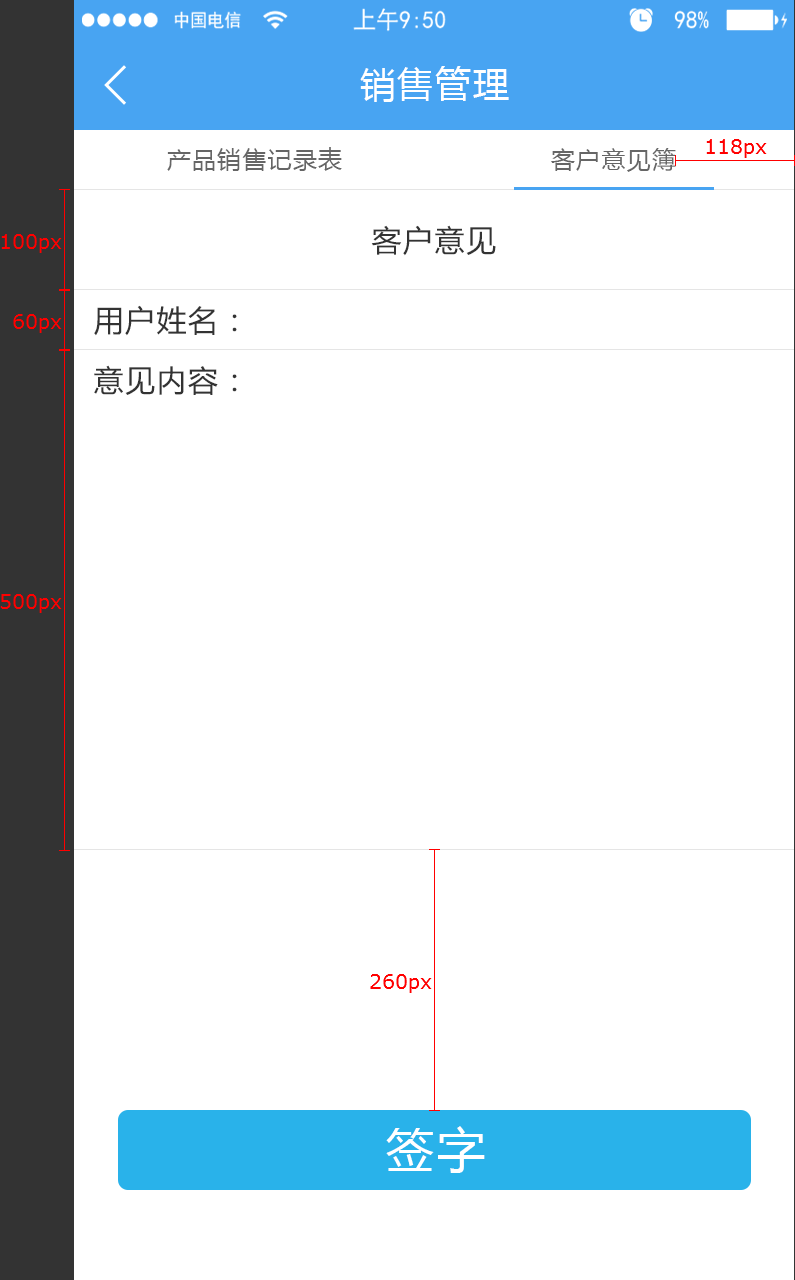 中国电信 上午9:50 98%
销售管理
产品销售记录表 客户意见簿 118px
100px 客户意见
60px 用户姓名：
意见内容：
500px
260px
签字